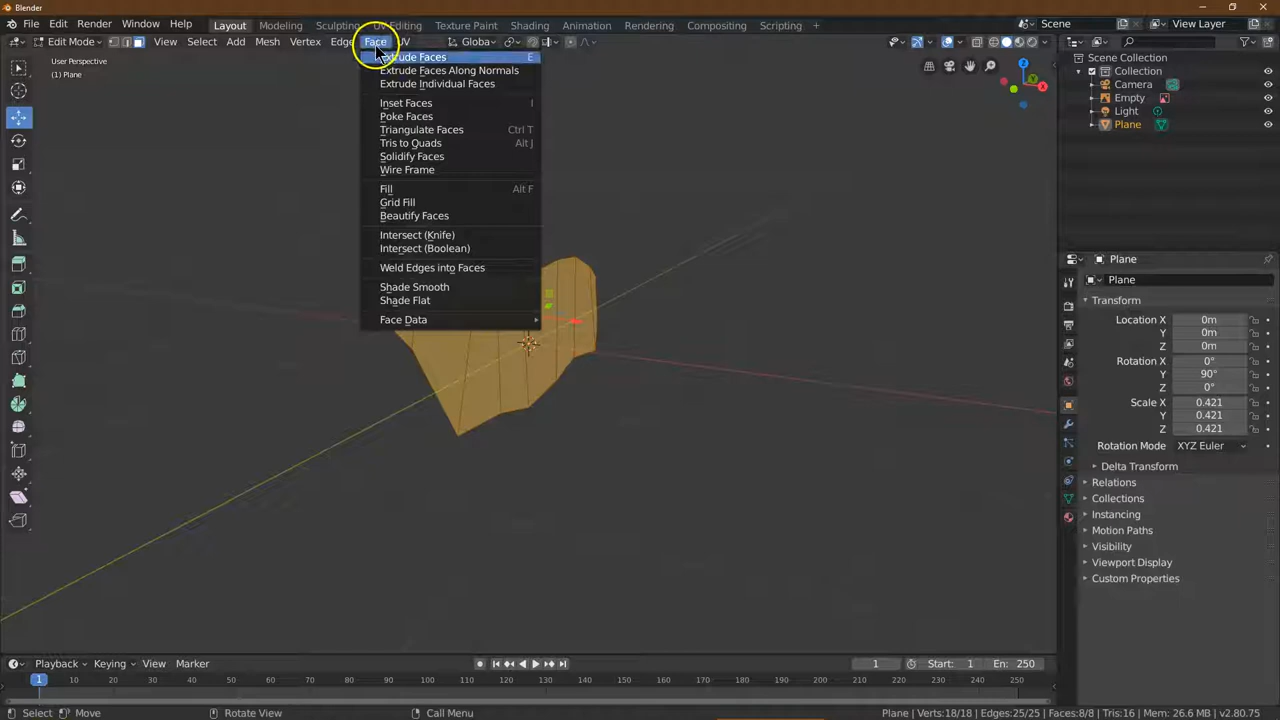 Blender
File Edit Render Window Help
Layout Modeling Sculpting UV Editing Texture Paint Shading Animation Rendering Compositing Scripting +
Scene
View Layer
Edit Mode View Select Add Mesh Vertex Edge Face UV
Globa
User Perspective
(1) Plane
Extrude Faces E
Extrude Faces Along Normals
Extrude Individual Faces
Inset Faces I
Poke Faces
Triangulate Faces Ctrl T
Tris to Quads Alt J
Solidify Faces
Wire Frame
Fill Alt F
Grid Fill
Beautify Faces
Intersect (Knife)
Intersect (Boolean)
Weld Edges into Faces
Shade Smooth
Shade Flat
Face Data
Z
Y
X
Scene Collection
Collection
Camera
Empty
Light
Plane
Plane
Plane
Transform
Location X 0m
Y 0m
Z 0m
Rotation X 0°
Y 90°
Z 0°
Scale X 0.421
Y 0.421
Z 0.421
Rotation Mode XYZ Euler
Delta Transform
Relations
Collections
Instancing
Motion Paths
Visibility
Viewport Display
Custom Properties
Playback Keying View Marker
1 Start: 1 En: 250
1 10 20 30 40 50 60 70 80 90 100 110 120 130 140 150 160 170 180 190 200 210 220 230 240 250
Select Move Rotate View Call Menu
Plane | Verts:18/18 | Edges:25/25 | Faces:8/8 | Tris:16 | Mem: 26.6 MB | v2.80.75